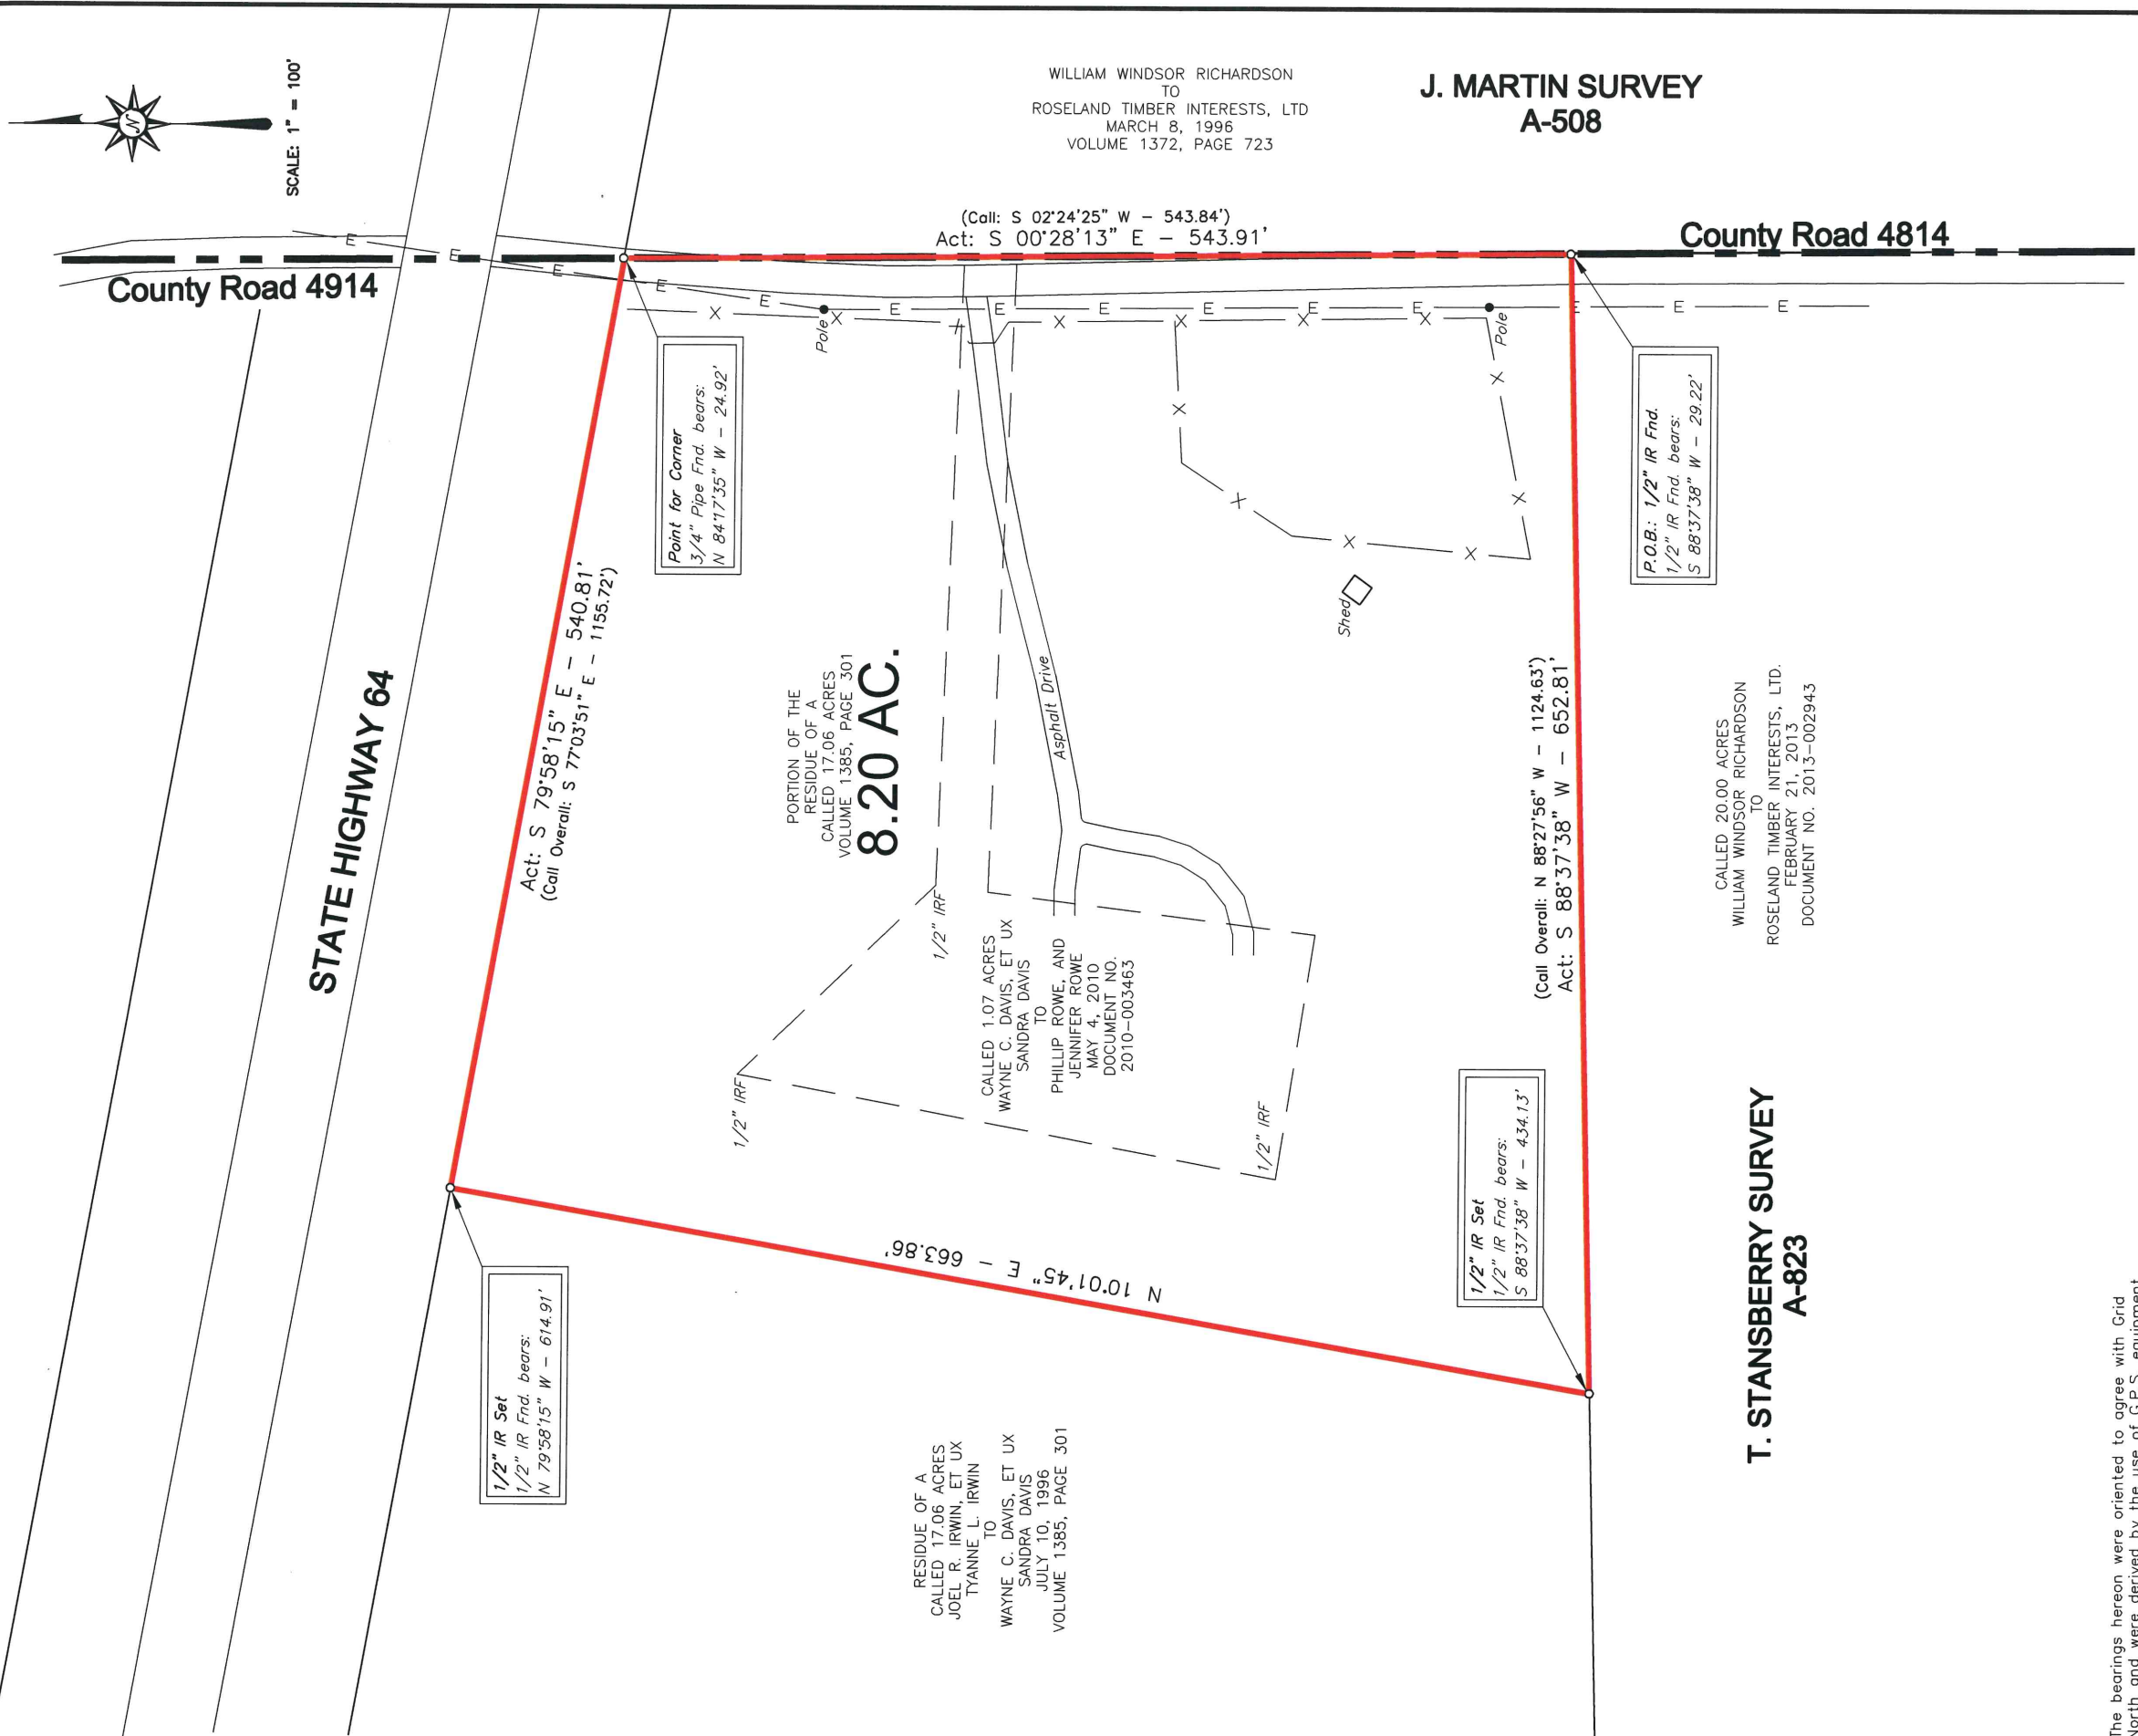 SCALE: 1" = 100'
N
WILLIAM WINDSOR RICHARDSON
TO
ROSELAND TIMBER INTERESTS, LTD
MARCH 8, 1996
VOLUME 1372, PAGE 723
J. MARTIN SURVEY
A-508
(Call: S 02°24'25" W - 543.84')
Act: S 00°28'13" E - 543.91'
County Road 4814
County Road 4914
E
E
E
E
E
E
E
E
E
E
E
E
E
E
X
X
X
X
X
X
X
X
X
X
X
X
Pole
Pole
Point for Corner
3/4" Pipe Fnd. bears:
N 84°17'35" W - 24.92'
P.O.B.: 1/2" IR Fnd.
1/2" IR Fnd. bears:
S 88°37'38" W - 29.22'
STATE HIGHWAY 64
Act: S 79°58'15" E - 540.81'
(Call Overall: S 77°03'51" E - 1155.72')
PORTION OF THE
RESIDUE OF A
CALLED 17.06 ACRES
VOLUME 1385, PAGE 301
8.20 AC.
Asphalt Drive
Shed
(Call Overall: N 88°27'56" W - 1124.63')
Act: S 88°37'38" W - 652.81'
CALLED 20.00 ACRES
WILLIAM WINDSOR RICHARDSON
TO
ROSELAND TIMBER INTERESTS, LTD.
FEBRUARY 21, 2013
DOCUMENT NO. 2013-002943
1/2" IRF
1/2" IRF
1/2" IRF
CALLED 1.07 ACRES
WAYNE C. DAVIS, ET UX
SANDRA DAVIS
TO
PHILLIP ROWE, AND
JENNIFER ROWE
MAY 4, 2010
DOCUMENT NO.
2010-003463
1/2" IR Set
1/2" IR Fnd. bears:
S 88°37'38" W - 434.13'
T. STANSBERRY SURVEY
A-823
N 10°01'45" E - 663.86'
1/2" IR Set
1/2" IR Fnd. bears:
N 79°58'15" W - 614.91'
RESIDUE OF A
CALLED 17.06 ACRES
JOEL R. IRWIN, ET UX
TYANNE L. IRWIN
TO
WAYNE C. DAVIS, ET UX
SANDRA DAVIS
JULY 10, 1996
VOLUME 1385, PAGE 301
The bearings hereon were oriented to agree with Grid
North and were derived by the use of G.P.S. equipment